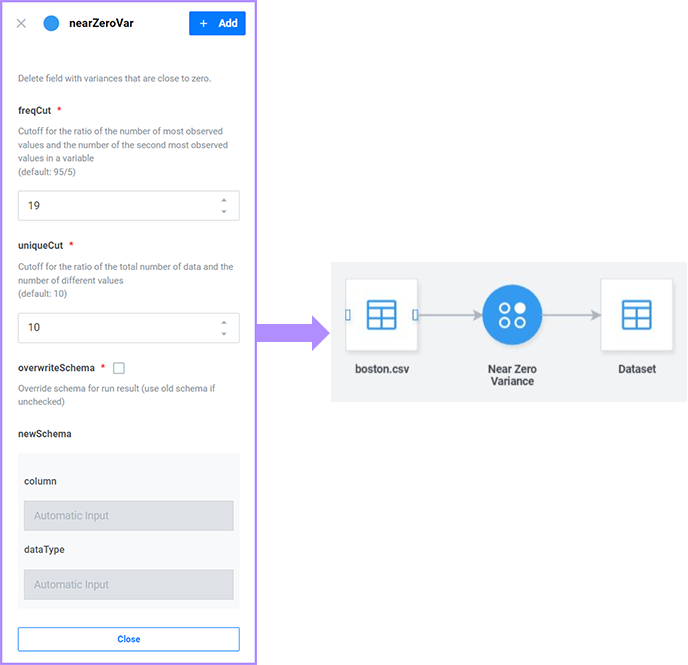 nearZeroVar
+ Add
Delete field with variances that are close to zero.
freqCut *
Cutoff for the ratio of the number of most observed
values and the number of the second most observed
values in a variable
(default: 95/5)
19
uniqueCut *
Cutoff for the ratio of the total number of data and the
number of different values
(default: 10)
10
overwriteSchema *
Override schema for run result (use old schema if
unchecked)
newSchema
column
Automatic Input
dataType
Automatic Input
Close
boston.csv
Near Zero
Variance
Dataset